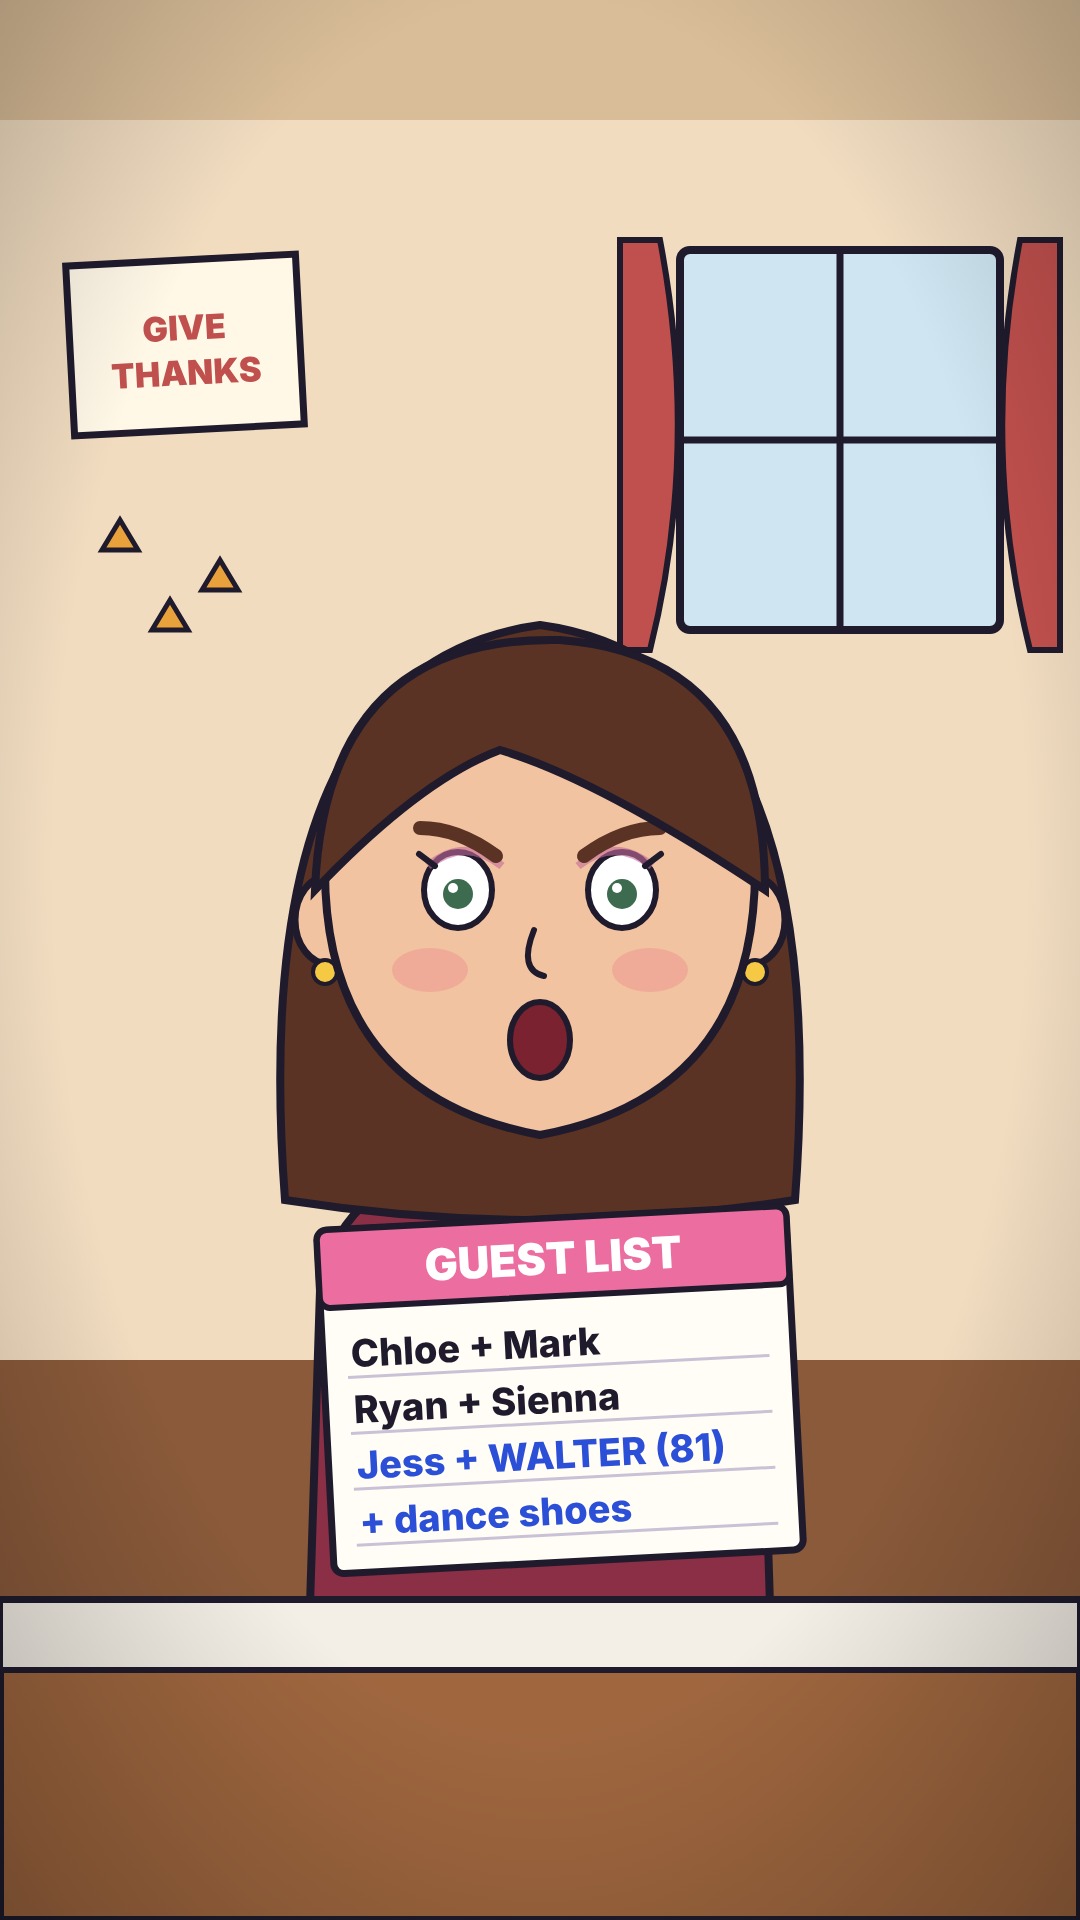 GIVE
THANKS
GUEST LIST
Chloe + Mark
Ryan + Sienna
Jess + WALTER (81)
+ dance shoes